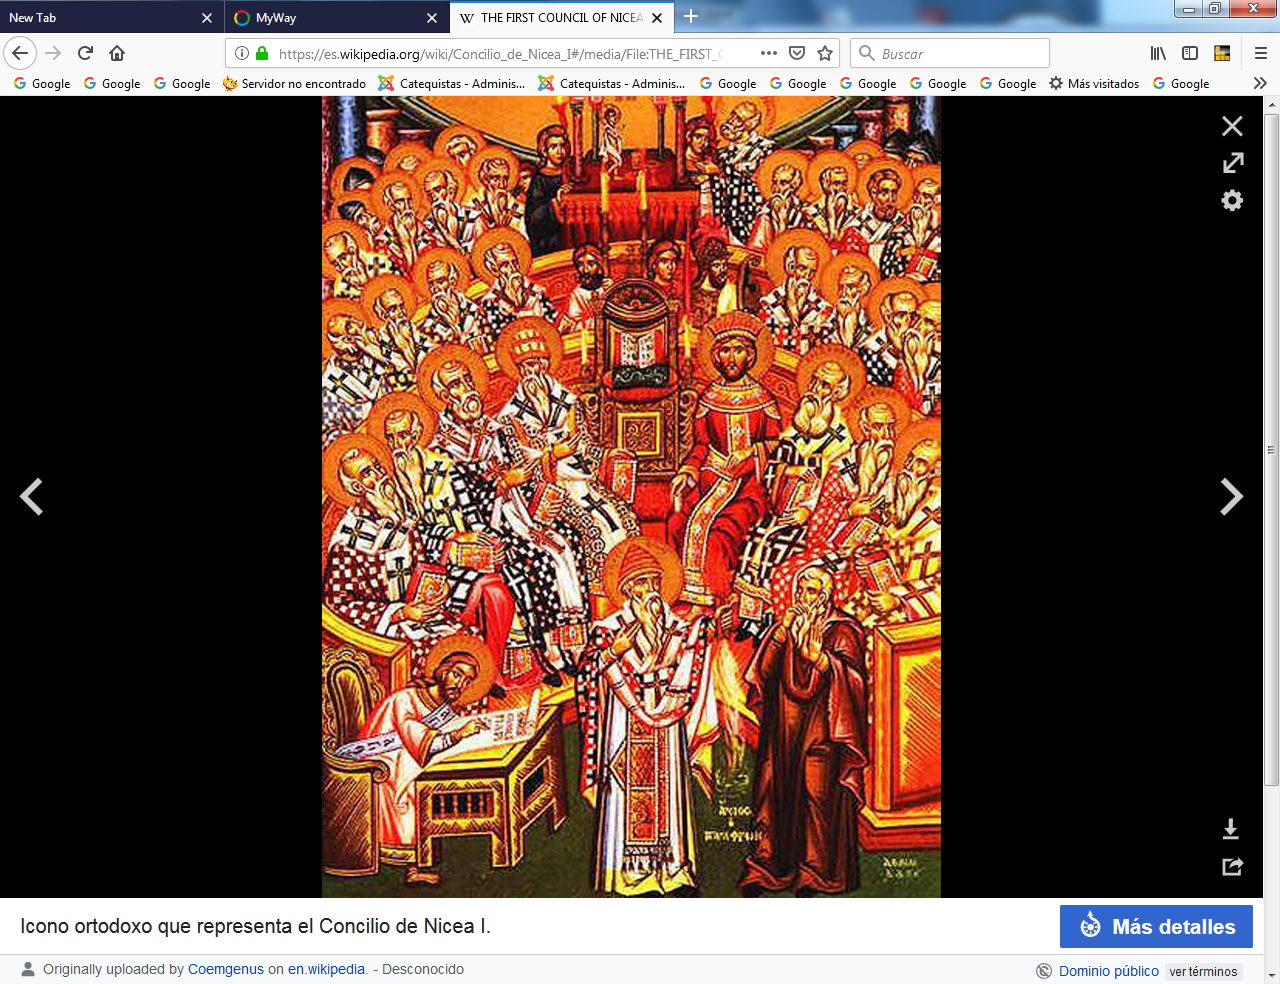 New Tab
MyWay
THE FIRST COUNCIL OF NICEA
https://es.wikipedia.org/wiki/Concilio_de_Nicea_I#/media/File:THE_FIRST_C
Buscar
Google Google Google Servidor no encontrado Catequistas - Adminis... Catequistas - Adminis... Google Google Google Google Google Más visitados Google
Icono ortodoxo que representa el Concilio de Nicea I.
Más detalles
Originally uploaded by Coemgenus on en.wikipedia. - Desconocido
Dominio público ver términos